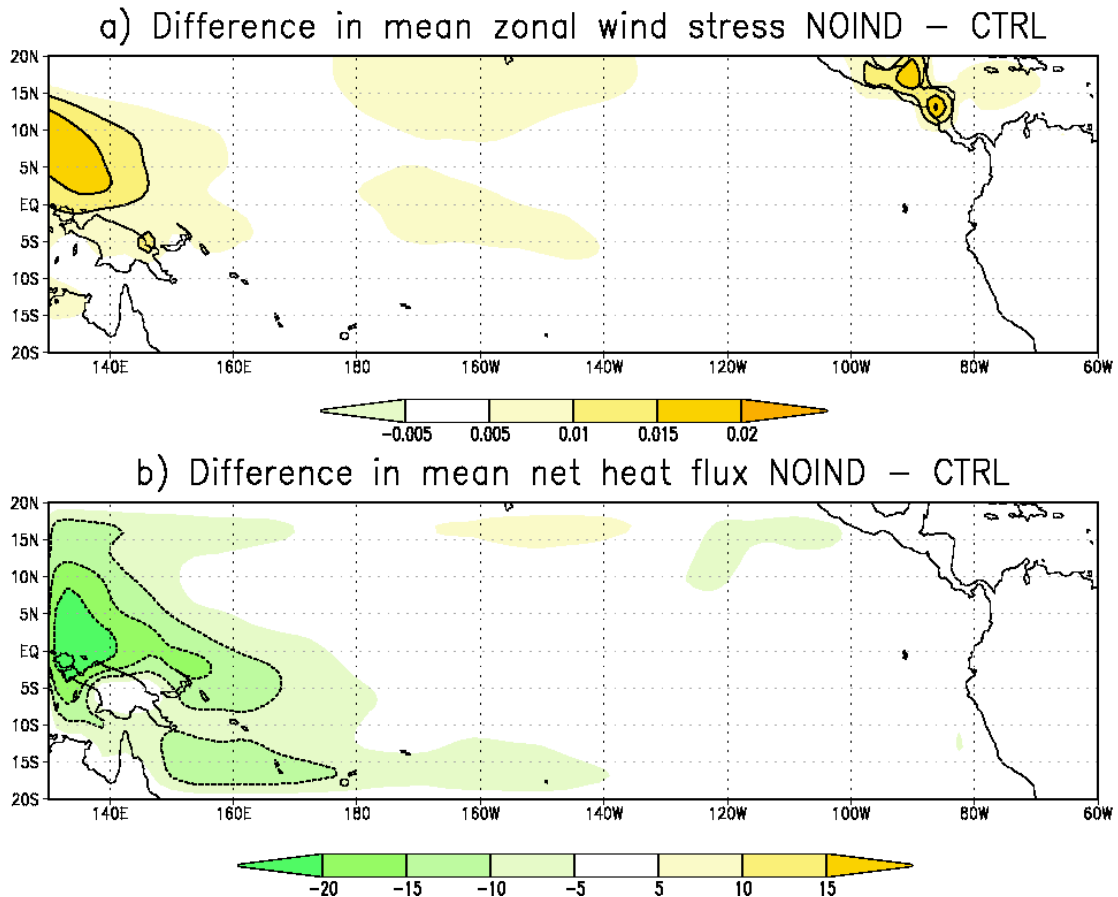 a) Difference in mean zonal wind stress NOIND – CTRL
20N
15N
10N
5N
EQ
5S
10S
15S
20S
140E 160E 180 160W 140W 120W 100W 80W 60W
−0.005 0.005 0.01 0.015 0.02
b) Difference in mean net heat flux NOIND – CTRL
20N
15N
10N
5N
EQ
5S
10S
15S
20S
140E 160E 180 160W 140W 120W 100W 80W 60W
−20 −15 −10 −5 5 10 15